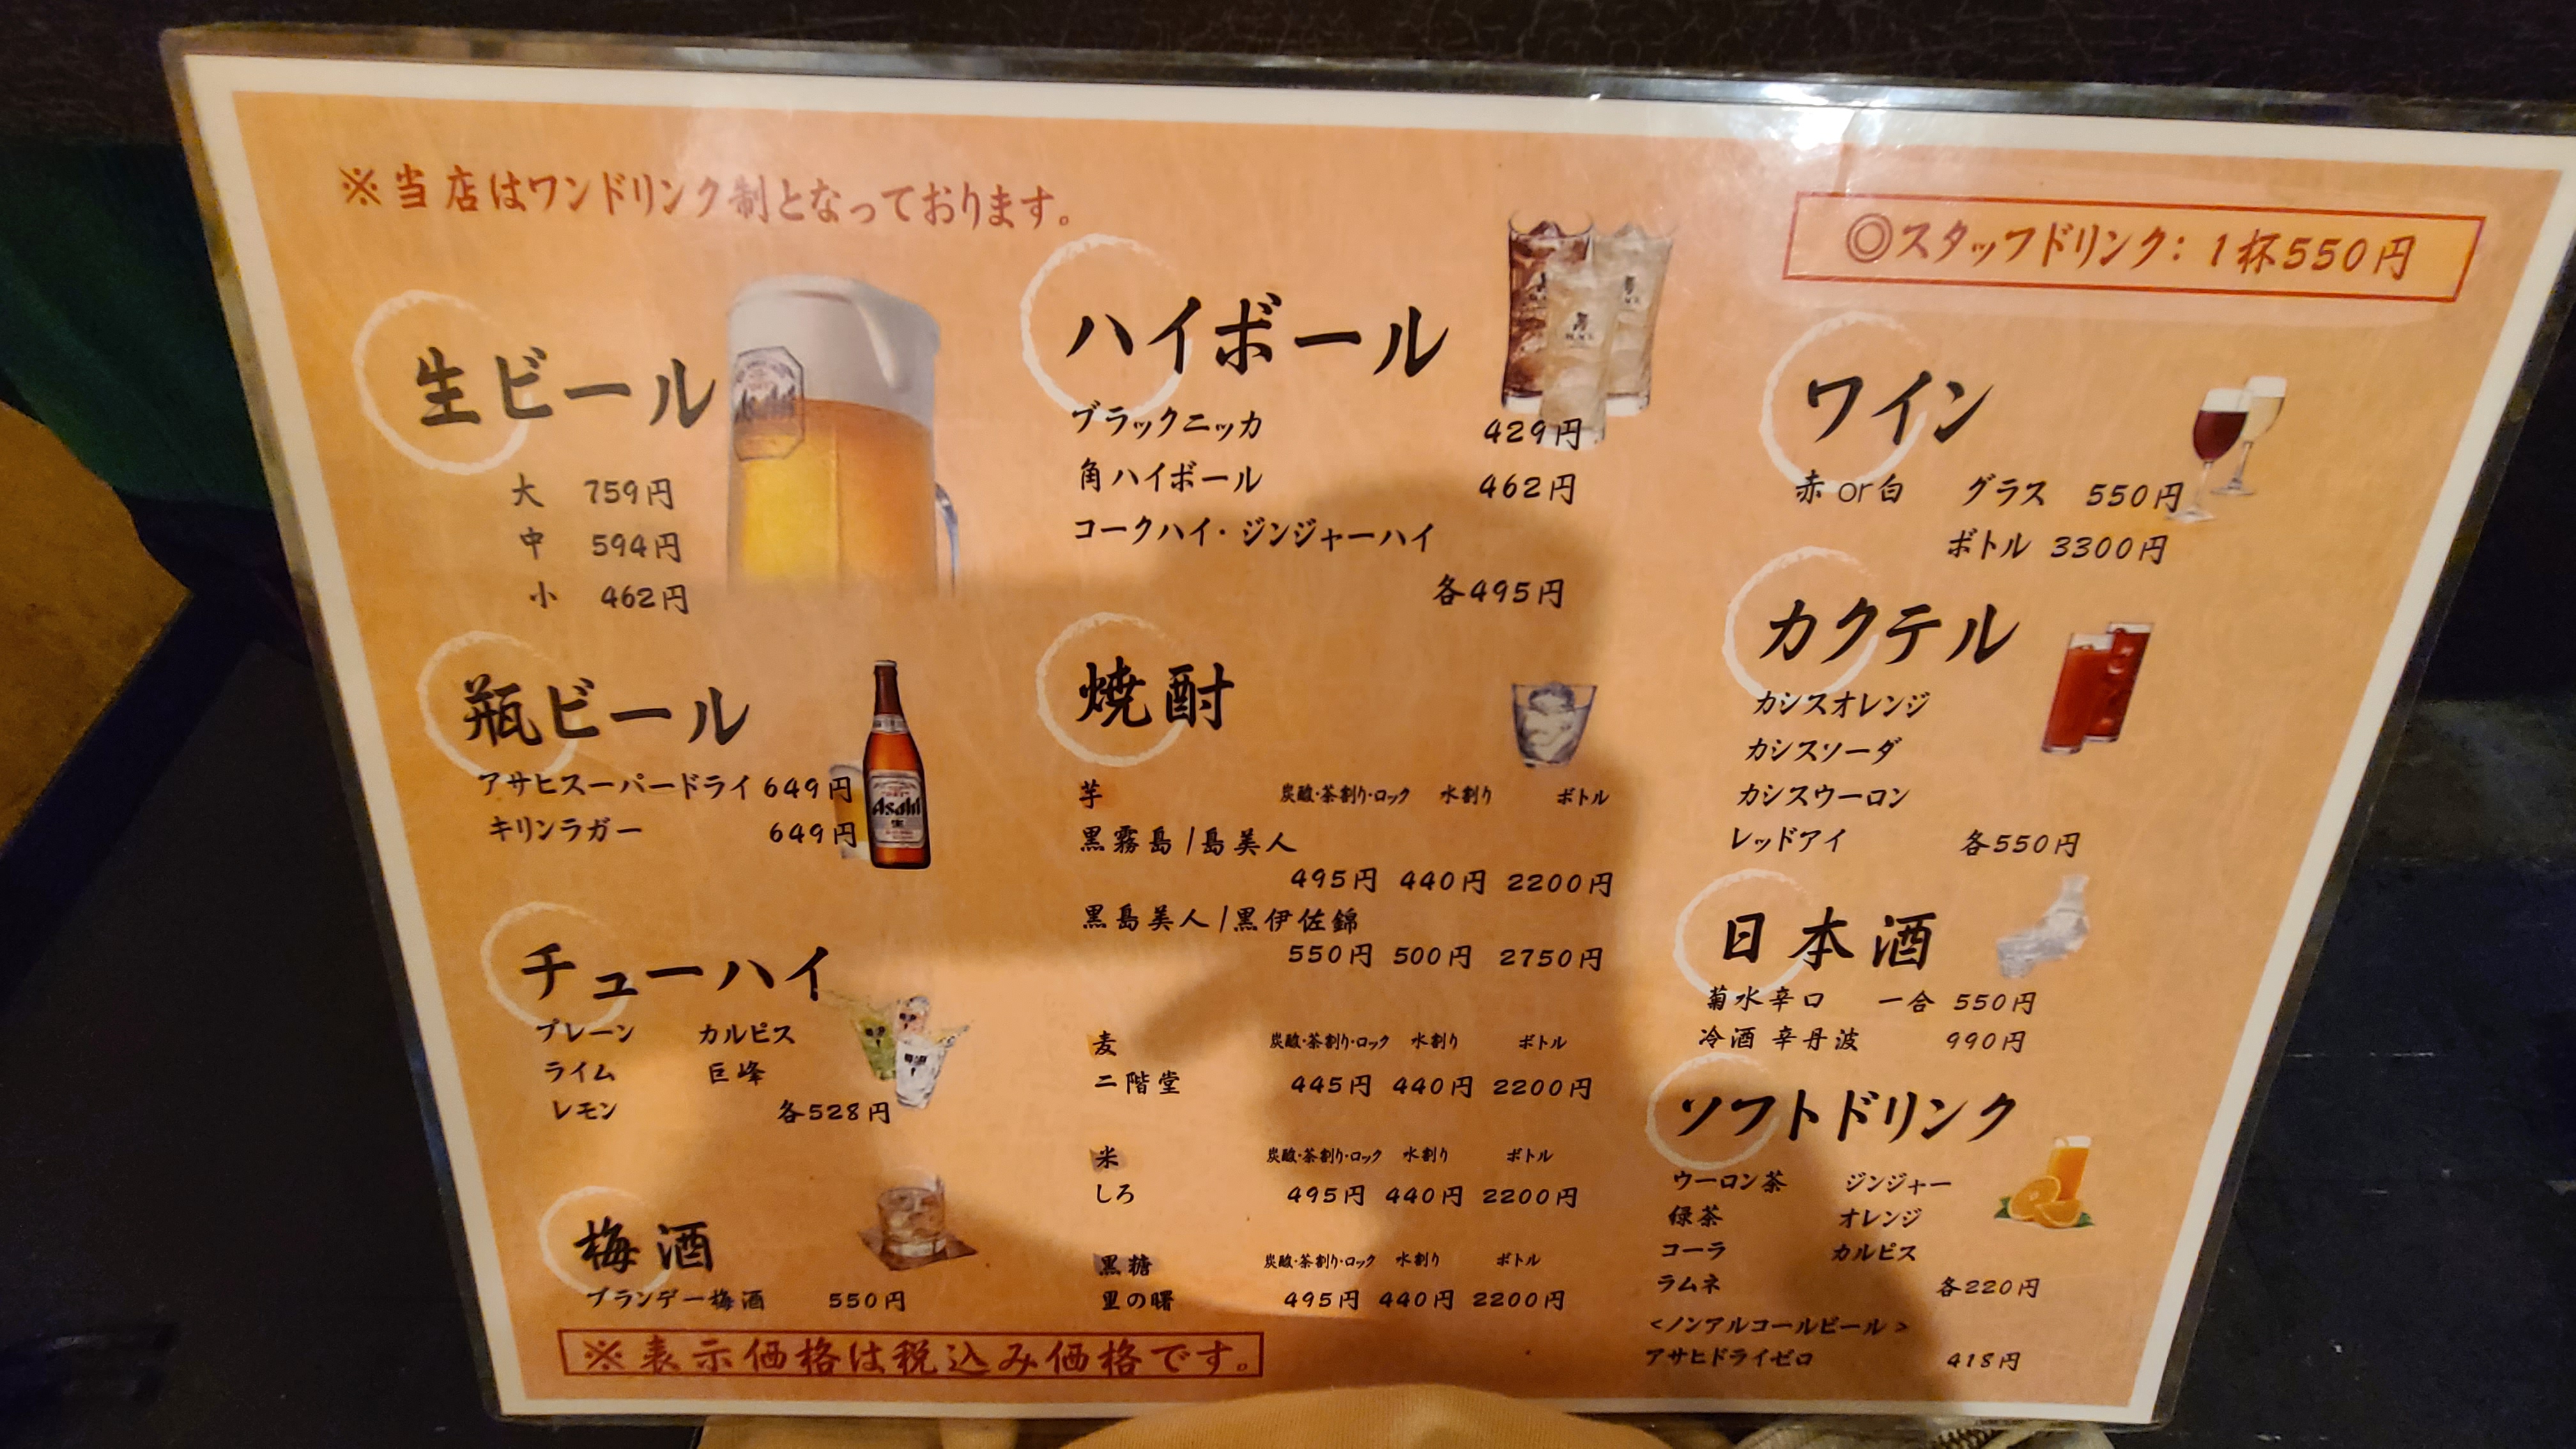 ※当店はワンドリンク制となっております。
◎スタッフドリンク：1杯550円
生ビール
大 759円
中 594円
小 462円
瓶ビール
アサヒスーパードライ 649円
キリンラガー 649円
チューハイ
プレーン カルピス
ライム 巨峰
レモン 各528円
梅酒
ブランデー梅酒 550円
ハイボール
ブラックニッカ 429円
角ハイボール 462円
コークハイ・ジンジャーハイ
各495円
焼酎
芋 炭酸・茶割り・ロック 水割り ボトル
黒霧島/島美人
495円 440円 2200円
黒島美人/黒伊佐錦
550円 500円 2750円
麦 炭酸・茶割り・ロック 水割り ボトル
二階堂 445円 440円 2200円
米 炭酸・茶割り・ロック 水割り ボトル
しろ 495円 440円 2200円
黒糖 炭酸・茶割り・ロック 水割り ボトル
里の曙 495円 440円 2200円
ワイン
赤or白 グラス 550円
ボトル 3300円
カクテル
カシスオレンジ
カシスソーダ
カシスウーロン
レッドアイ 各550円
日本酒
菊水辛口 一合 550円
冷酒 辛丹波 990円
ソフトドリンク
ウーロン茶 ジンジャー
緑茶 オレンジ
コーラ カルピス
ラムネ 各220円
<ノンアルコールビール>
アサヒドライゼロ 418円
※表示価格は税込み価格です。
Asahi
Asahi
生